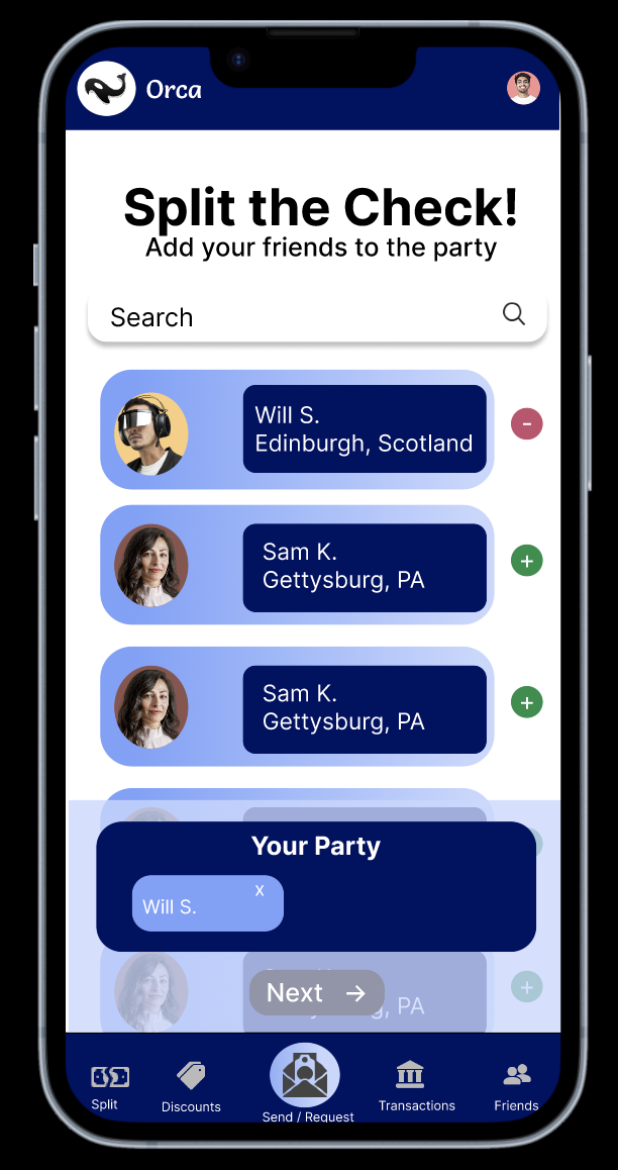 Orca
Split the Check!
Add your friends to the party
Search
Will S.
Edinburgh, Scotland
-
Sam K.
Gettysburg, PA
+
Sam K.
Gettysburg, PA
+
Your Party
x
Will S.
+
Next →
PA
Split
Discounts
Send / Request
Transactions
Friends